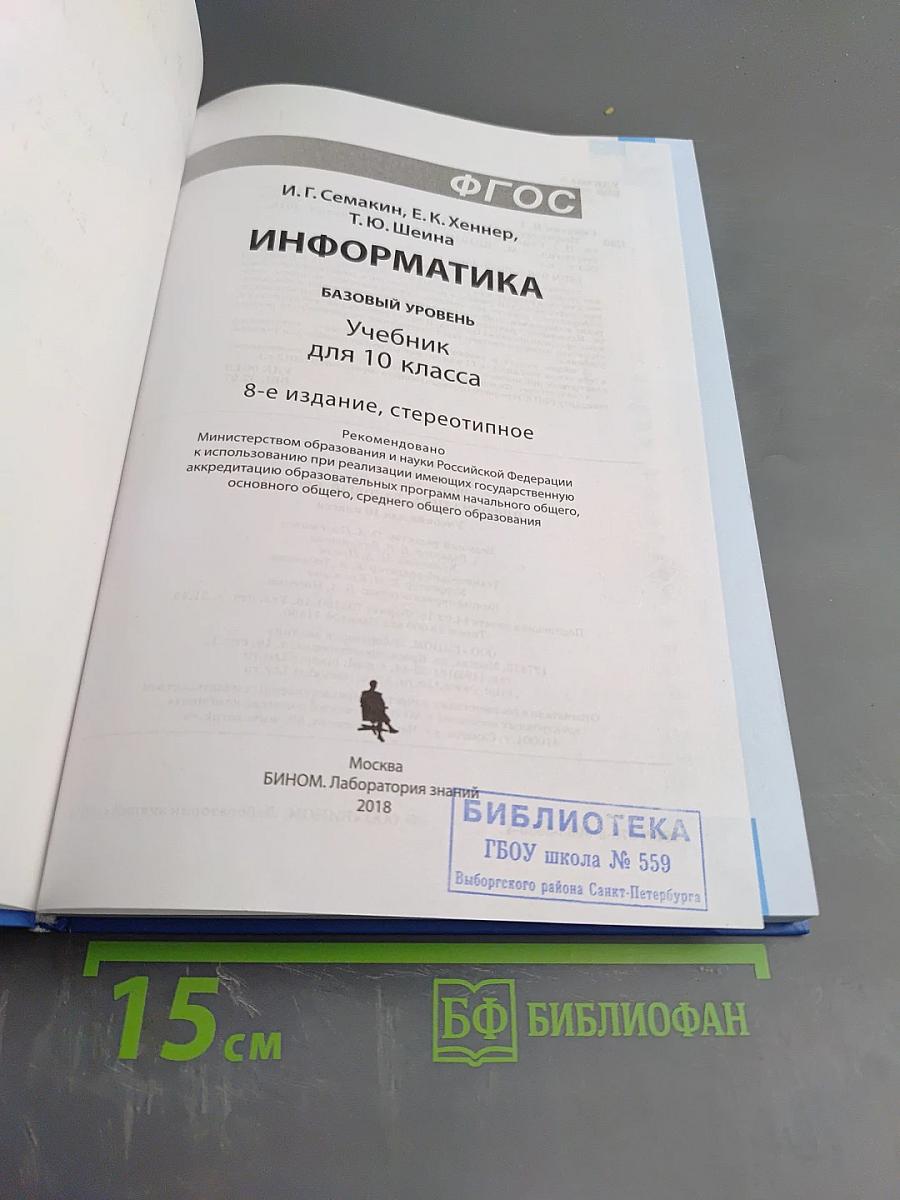 ФГОС
И. Г. Семакин, Е. К. Хеннер,
Т. Ю. Шеина
ИНФОРМАТИКА
БАЗОВЫЙ УРОВЕНЬ
Учебник
для 10 класса
8-е издание, стереотипное
Рекомендовано
Министерством образования и науки Российской Федерации
к использованию при реализации имеющих государственную
аккредитацию образовательных программ начального общего,
основного общего, среднего общего образования
Москва
БИНОМ. Лаборатория знаний
2018
БИБЛИОТЕКА
ГБОУ школа № 559
Выборгского района Санкт-Петербурга
15 см
БФ БИБЛИОФАН